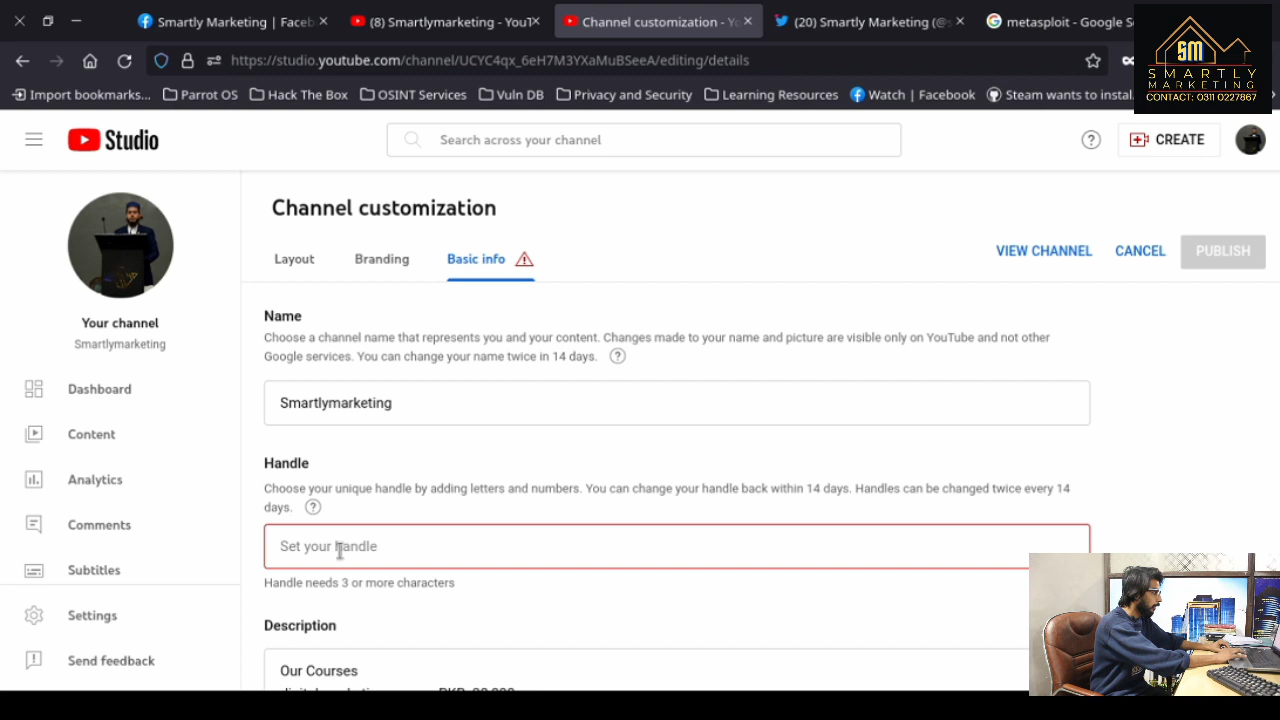 Smartly Marketing | Faceb
(8) Smartlymarketing - YouT
Channel customization - Yo
(20) Smartly Marketing (@s
metasploit - Google S
https://studio.youtube.com/channel/UCYC4qx_6eH7M3YXaMuBSeeA/editing/details
Import bookmarks...
Parrot OS
Hack The Box
OSINT Services
Vuln DB
Privacy and Security
Learning Resources
Watch | Facebook
Steam wants to instal
SM
SMARTLY
MARKETING
CONTACT: 0311 0227867
Studio
Search across your channel
CREATE
Channel customization
Layout
Branding
Basic info
VIEW CHANNEL
CANCEL
PUBLISH
Your channel
Smartlymarketing
Dashboard
Content
Analytics
Comments
Subtitles
Settings
Send feedback
Name
Choose a channel name that represents you and your content. Changes made to your name and picture are visible only on YouTube and not other
Google services. You can change your name twice in 14 days.
Smartlymarketing
Handle
Choose your unique handle by adding letters and numbers. You can change your handle back within 14 days. Handles can be changed twice every 14
days.
Set your handle
Handle needs 3 or more characters
Description
Our Courses